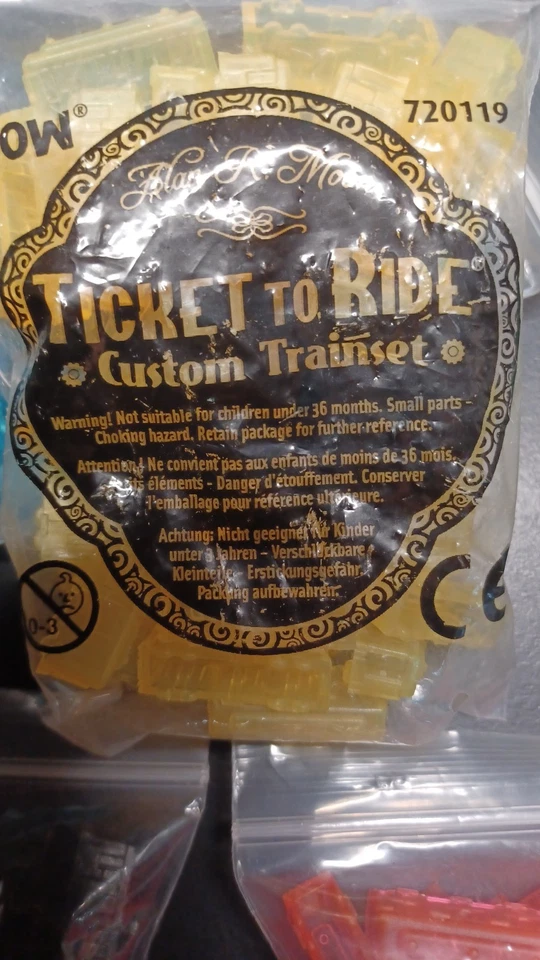 OW®
720119
Alan R. Moon
TICKET TO RIDE®
Custom Trainset
Warning! Not suitable for children under 36 months. Small parts -
Choking hazard. Retain package for further reference.
Attention! Ne convient pas aux enfants de moins de 36 mois.
éléments - Danger d'étouffement. Conserver
l'emballage pour référence ultérieure.
Achtung: Nicht geeignet für Kinder
unter 3 Jahren - Verschluckbare
Kleinteile - Erstickungsgefahr.
Packung aufbewahren.
0-3
CE